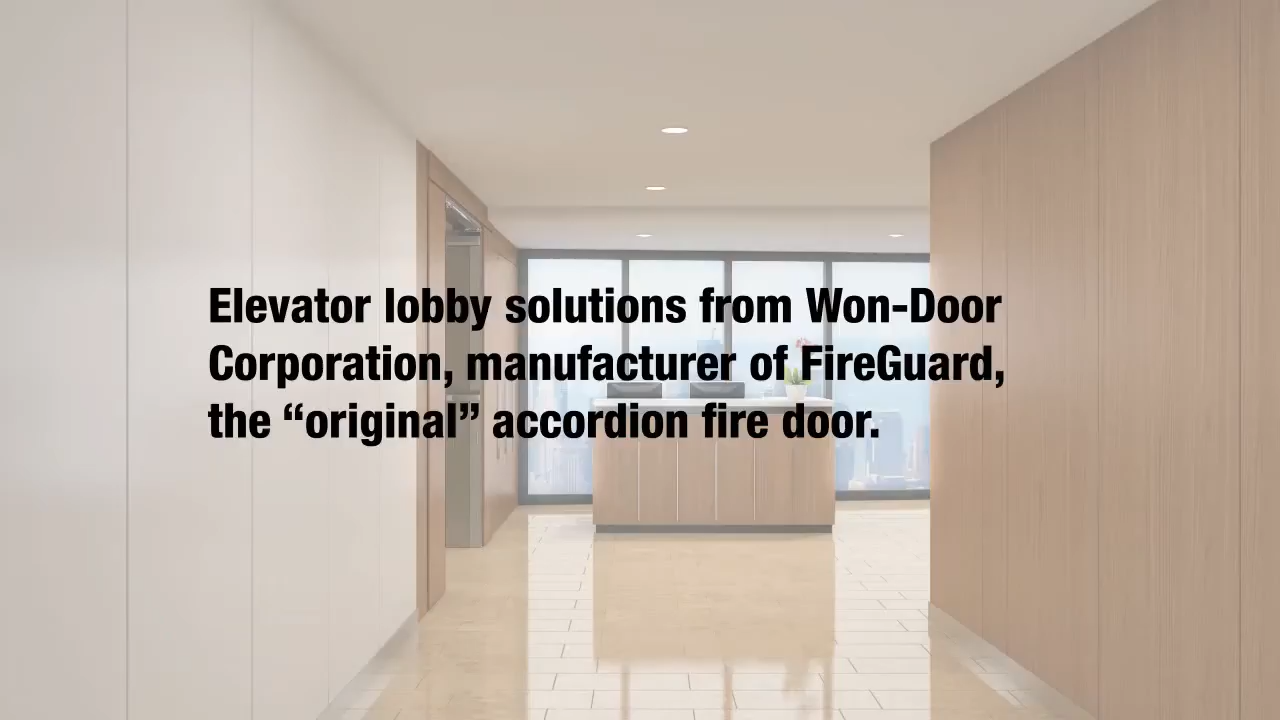 Elevator lobby solutions from Won-Door
Corporation, manufacturer of FireGuard,
the “original” accordion fire door.